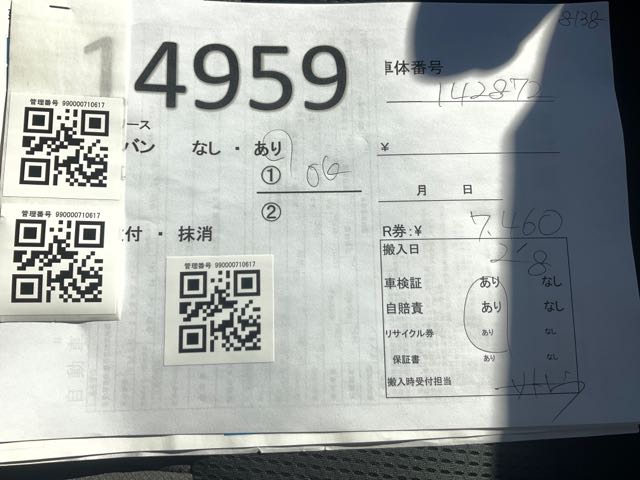 8138
14959
車体番号
142872
管理番号 990000710617
ース
バン なし ・ あり
¥
① 06
月 日
②
管理番号 990000710617
R券:¥ 7,460
付 ・ 抹消
搬入日 2/8
管理番号 990000710617
車検証 あり なし
自賠責 あり なし
リサイクル券 あり なし
保証書 あり なし
搬入時受付担当